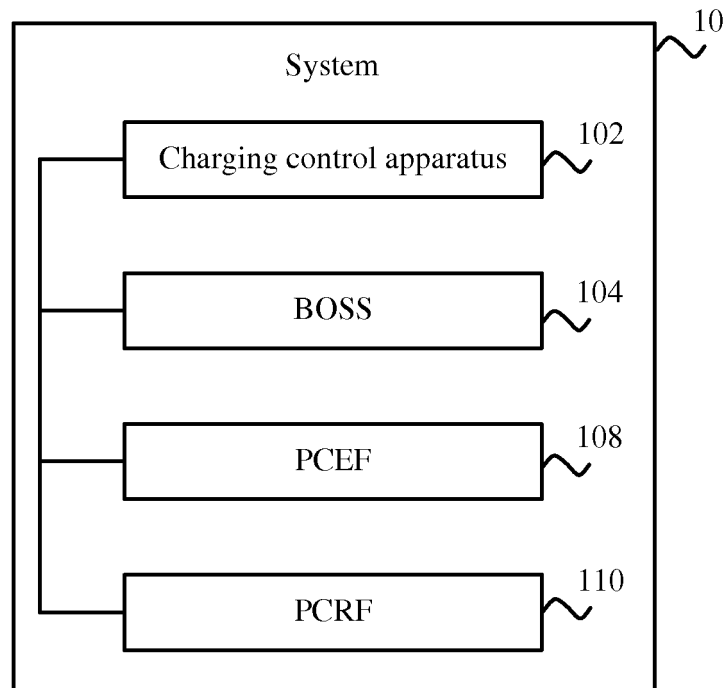 10
System
102
Charging control apparatus
104
BOSS
108
PCEF
110
PCRF